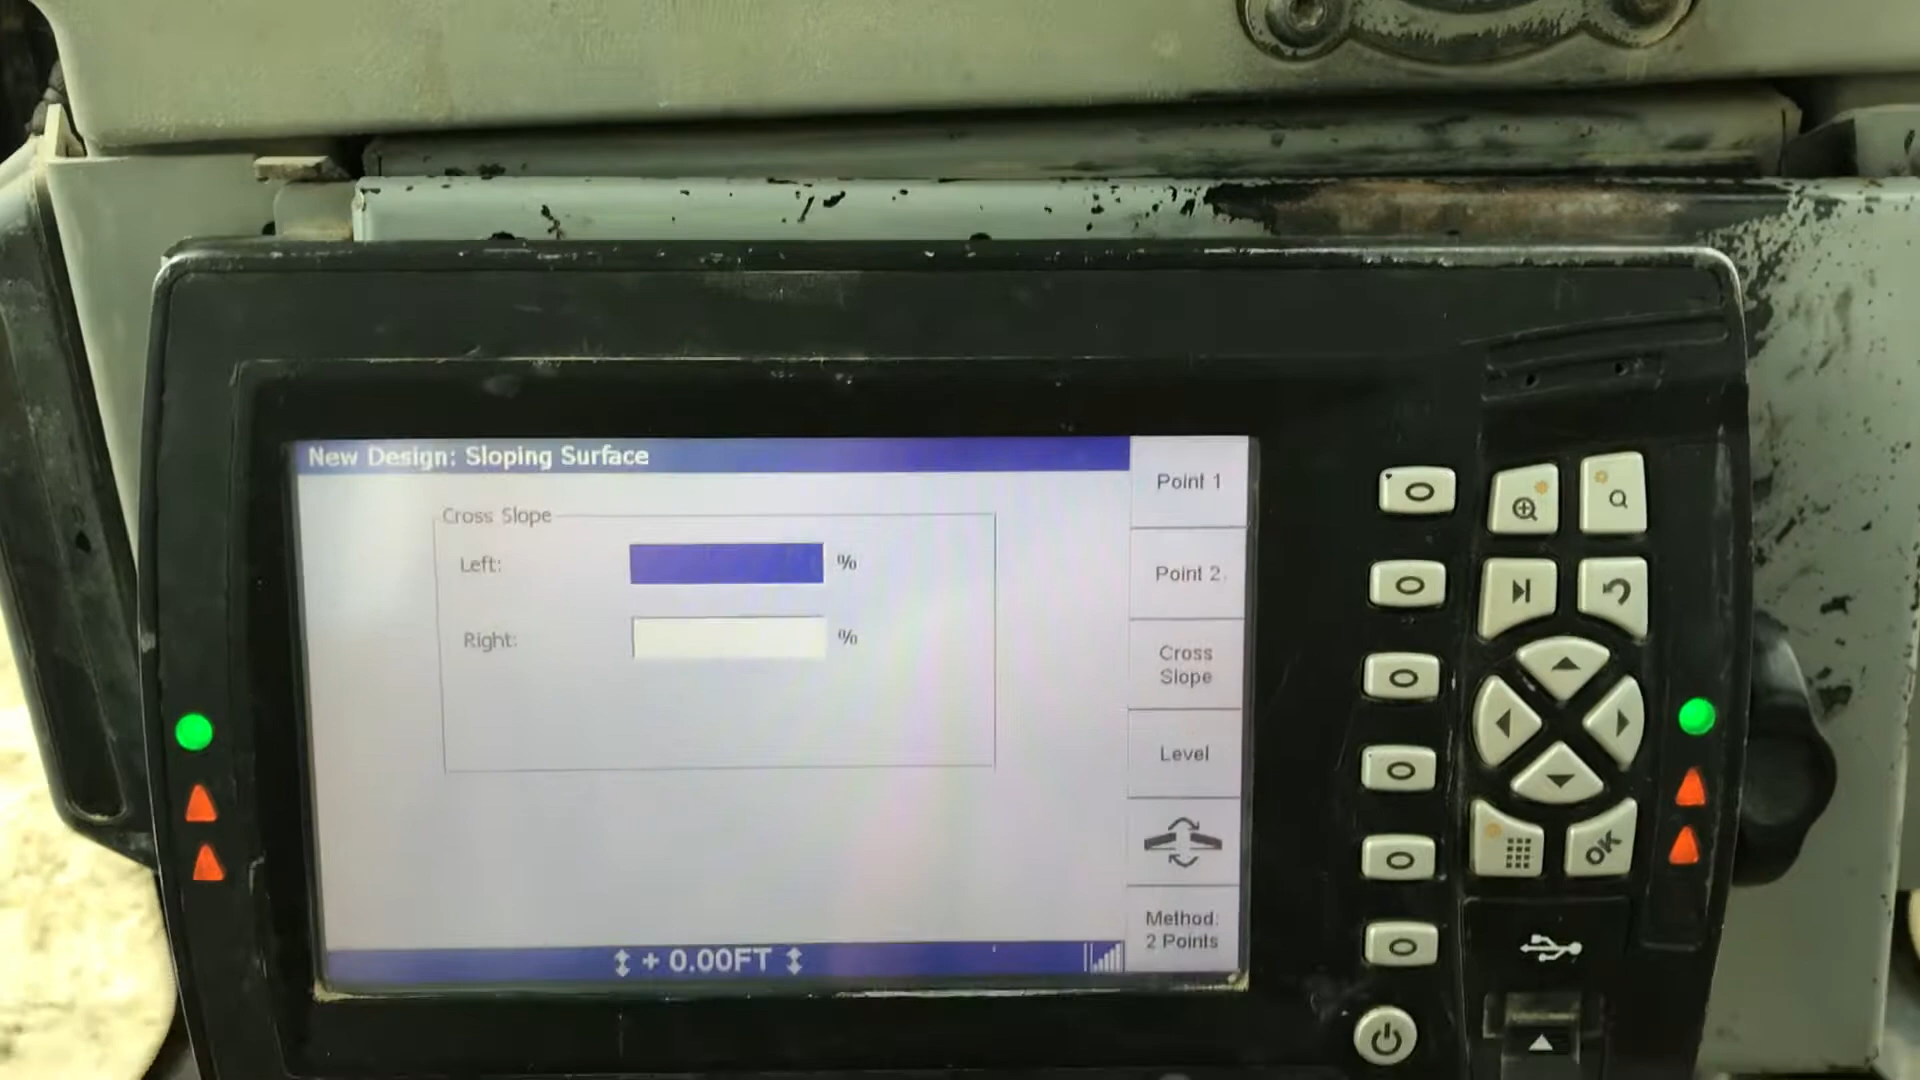 New Design: Sloping Surface
Cross Slope
Left:
%
Right:
%
+ 0.00FT
Point 1
Point 2
Cross
Slope
Level
Method:
2 Points
OK